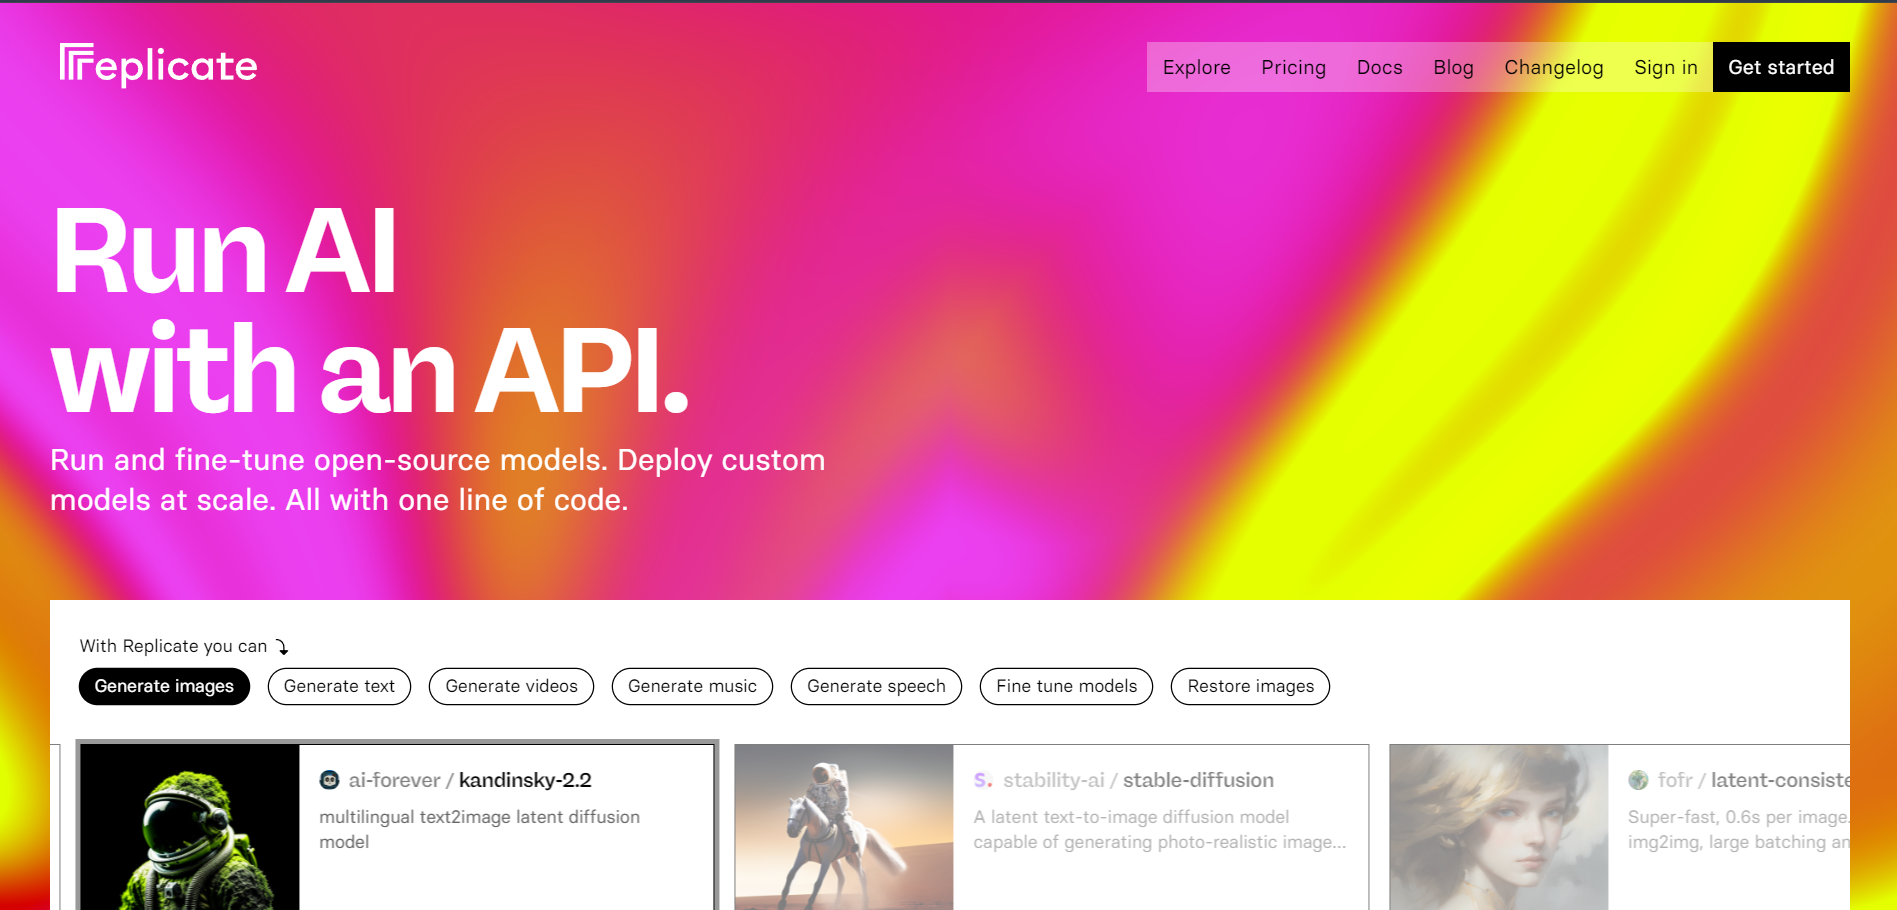 replicate
Explore Pricing Docs Blog Changelog Sign in Get started
Run AI
with an API.
Run and fine-tune open-source models. Deploy custom
models at scale. All with one line of code.
With Replicate you can
Generate images Generate text Generate videos Generate music Generate speech Fine tune models Restore images
ai-forever / kandinsky-2.2
multilingual text2image latent diffusion
model
S. stability-ai / stable-diffusion
A latent text-to-image diffusion model
capable of generating photo-realistic image...
fofr / latent-consiste
Super-fast, 0.6s per image.
img2img, large batching an